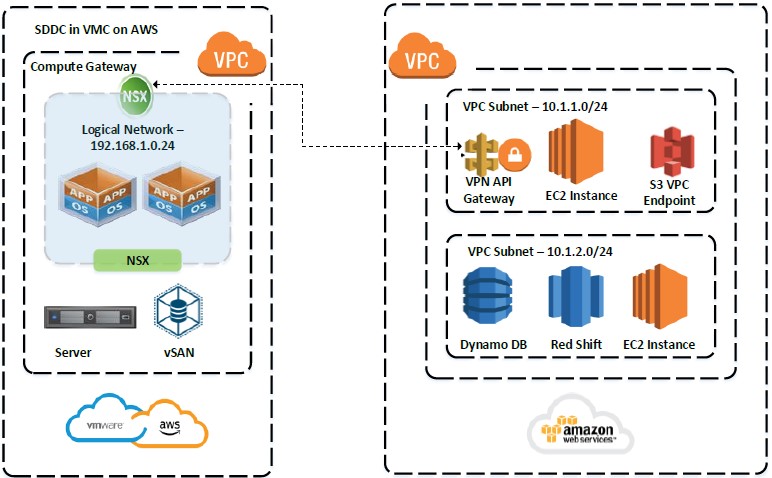 SDDC in VMC on AWS
VPC
Compute Gateway
NSX
Logical Network –
192.168.1.0.24
APP
APP
OS
APP
APP
OS
NSX
Server
vSAN
vmware
aws
VPC
VPC Subnet – 10.1.1.0/24
VPN API
Gateway
EC2 Instance
S3 VPC
Endpoint
VPC Subnet – 10.1.2.0/24
Dynamo DB
Red Shift
EC2 Instance
amazon
web services™